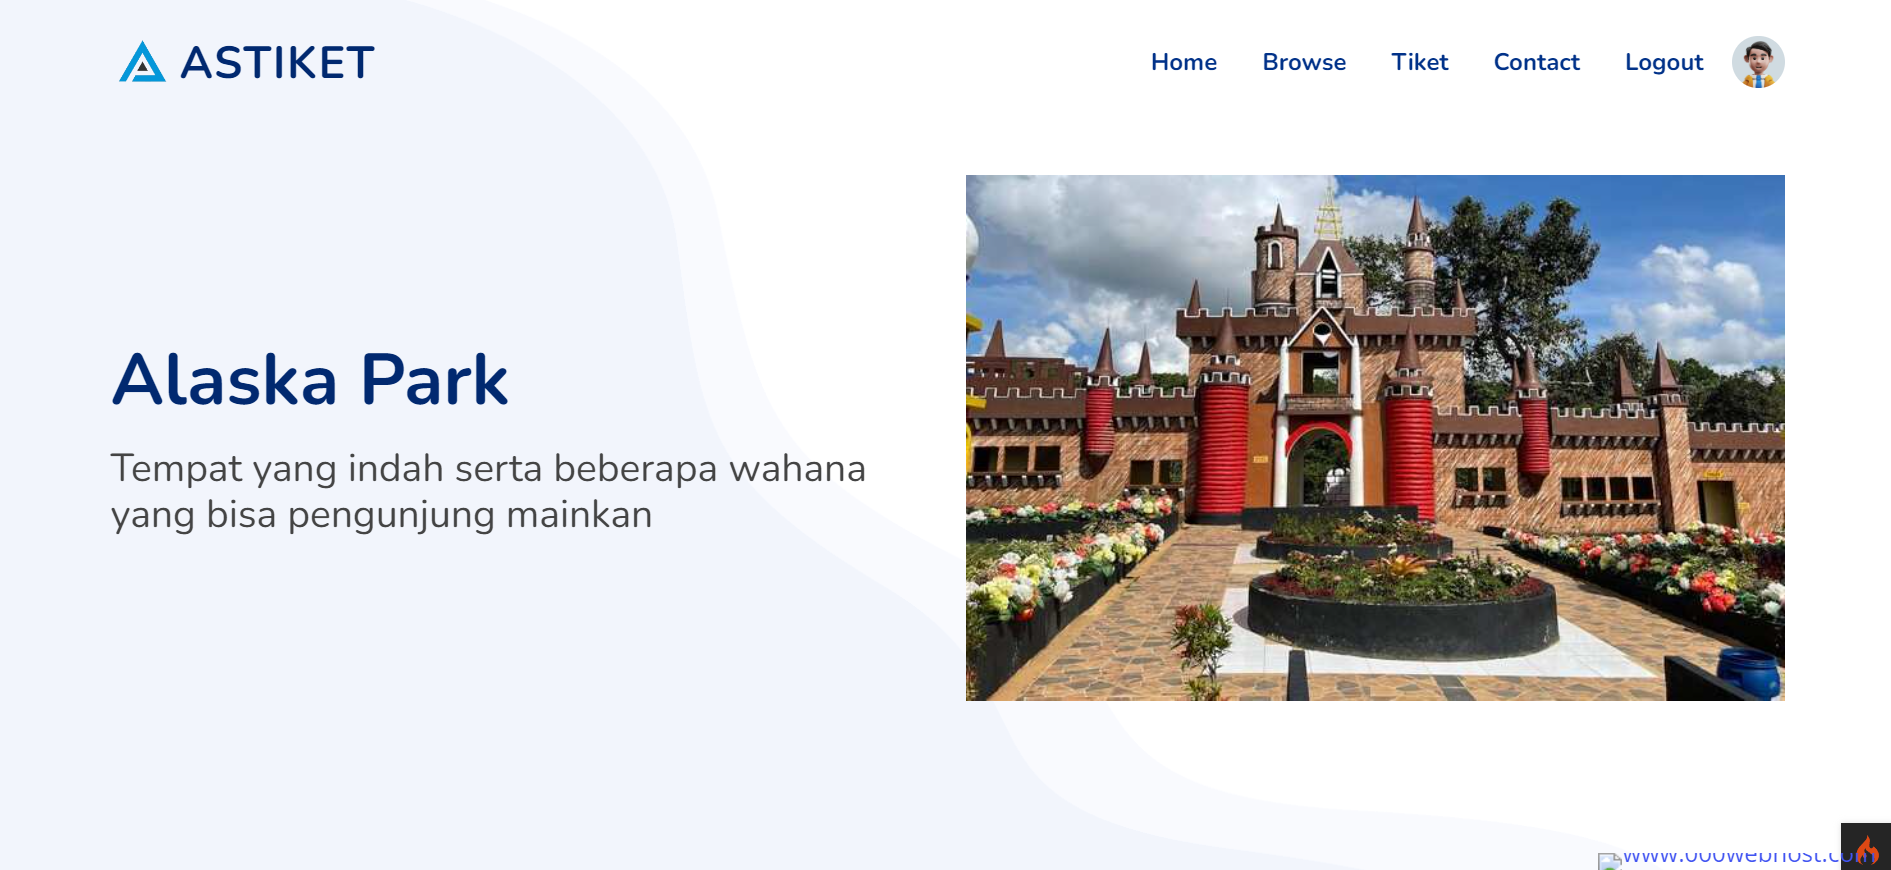 ASTIKET
Home Browse Tiket Contact Logout
Alaska Park
Tempat yang indah serta beberapa wahana
yang bisa pengunjung mainkan
www.000webhost.com